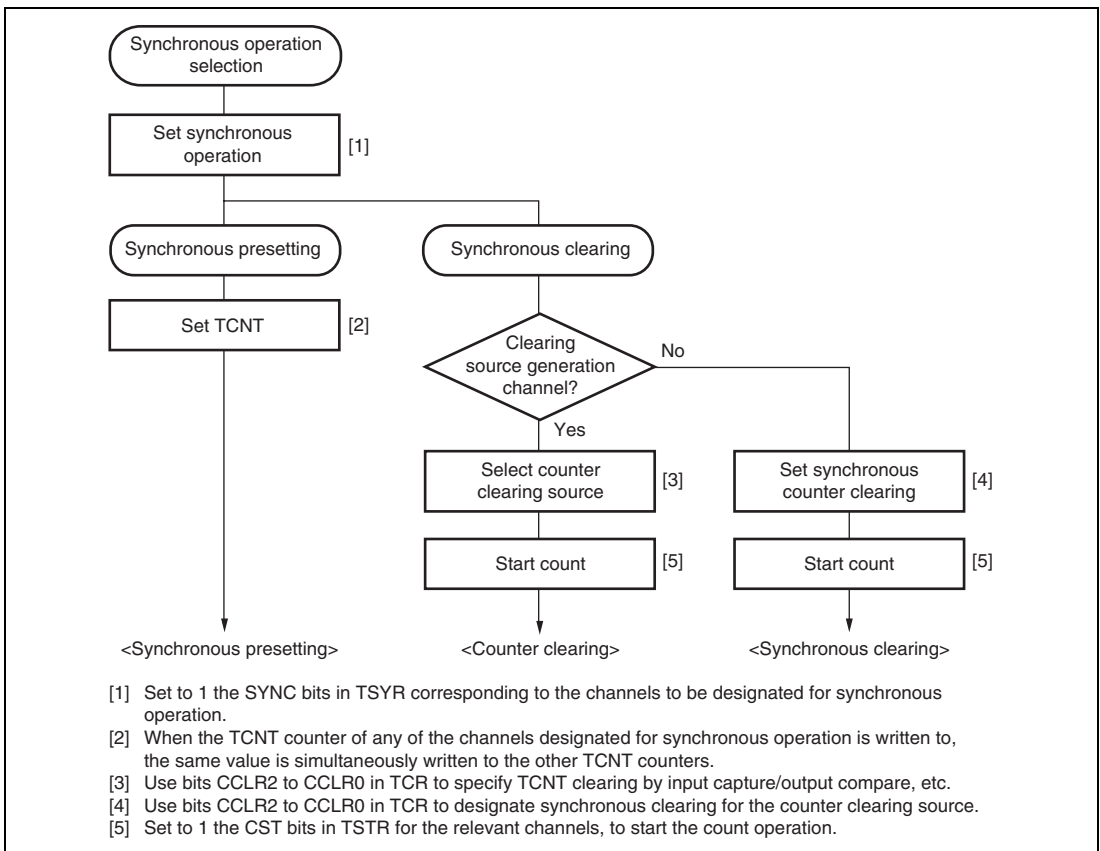 Synchronous operation
selection
Set synchronous
operation
[1]
Synchronous presetting
Synchronous clearing
Set TCNT
[2]
Clearing
source generation
channel?
No
Yes
Select counter
clearing source
[3]
Set synchronous
counter clearing
[4]
Start count
[5]
Start count
[5]
<Synchronous presetting>
<Counter clearing>
<Synchronous clearing>
[1] Set to 1 the SYNC bits in TSYR corresponding to the channels to be designated for synchronous
operation.
[2] When the TCNT counter of any of the channels designated for synchronous operation is written to,
the same value is simultaneously written to the other TCNT counters.
[3] Use bits CCLR2 to CCLR0 in TCR to specify TCNT clearing by input capture/output compare, etc.
[4] Use bits CCLR2 to CCLR0 in TCR to designate synchronous clearing for the counter clearing source.
[5] Set to 1 the CST bits in TSTR for the relevant channels, to start the count operation.